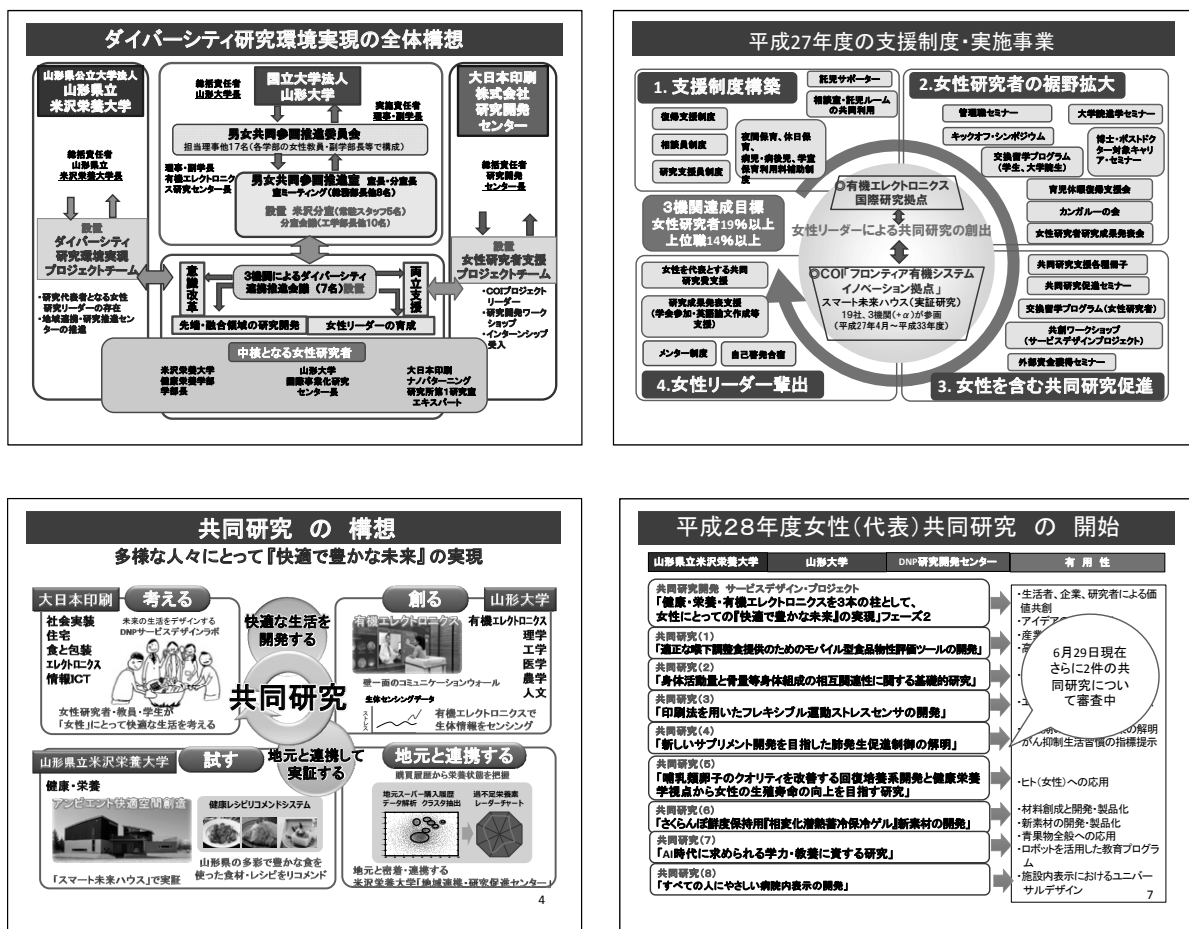 ダイバーシティ研究環境実現の全体構想
山形県公立大学法人
山形県立
米沢栄養大学
総括責任者
山形県立
米沢栄養大学長
設置
ダイバーシティ
研究環境実現
プロジェクトチーム
・研究代表者となる女性
研究リーダーの存在
・地域連携・研究推進セン
ターの推進
総括責任者
山形大学長
国立大学法人
山形大学
実施責任者
理事・副学長
男女共同参画推進委員会
担当理事他17名(各学部の女性教員・副学部長等で構成)
理事・副学長
有機エレクトロニク
ス研究センター長
男女共同参画推進室 室長・分室長
室ミーティング(総務部長他8名)
設置 米沢分室(常勤スタッフ5名)
分室会議(工学部長他10名)
意識改革
3機関によるダイバーシティ
連携推進会議 (7名)設置
両立支援
先端・融合領域の研究開発
女性リーダーの育成
大日本印刷
株式会社
研究開発
センター
総括責任者
研究開発
センター長
設置
女性研究者支援
プロジェクトチーム
・COIプロジェクト
リーダー
・研究開発ワーク
ショップ
・インターンシップ
受入
中核となる女性研究者
米沢栄養大学
健康栄養学部
学部長
山形大学
国際事業化研究
センター長
大日本印刷
ナノパターニング
研究所第1研究室
エキスパート
平成27年度の支援制度・実施事業
1. 支援制度構築
託児サポーター
相談室・託児ルーム
の共同利用
復帰支援制度
相談員制度
研究支援員制度
夜間保育、休日保
育、
病児・病後児、学童
保育利用料補助制
度
3機関達成目標
女性研究者19%以上
上位職14%以上
2.女性研究者の裾野拡大
管理職セミナー
大学院進学セミナー
キックオフ・シンポジウム
交換留学プログラム
(学生、大学院生)
博士・ポストドク
ター対象キャリ
ア・セミナー
育児休暇復帰支援会
カンガルーの会
女性研究者研究成果発表会
◎有機エレクトロニクス
国際研究拠点
女性リーダーによる共同研究の創出
◎COI「フロンティア有機システム
イノベーション拠点」
スマート未来ハウス(実証研究)
19社、3機関(+α)が参画
(平成27年4月~平成33年度)
女性を代表とする共同
研究費支援
研究成果発表支援
(学会参加・英語論文作成等
支援)
メンター制度
自己啓発合宿
4.女性リーダー輩出
共同研究支援各種冊子
共同研究促進セミナー
交換留学プログラム(女性研究者)
共創ワークショップ
(サービスデザインプロジェクト)
外部資金獲得セミナー
3. 女性を含む共同研究促進
共同研究 の 構想
多様な人々にとって『快適で豊かな未来』の実現
大日本印刷
考える
社会実装
住宅
食と包装
エレクトロニクス
情報ICT
未来の生活をデザインする
DNPサービスデザインラボ
女性研究者・教員・学生が
「女性」にとって快適な生活を考える
快適な生活を
開発する
共同研究
地元と連携して
実証する
創る
山形大学
有機エレクトロニクス
壁一面のコミュニケーションウォール
有機エレクトロニクス
理学
工学
医学
農学
人文
生体センシングデータ
ストレス
有機エレクトロニクスで
生体情報をセンシング
山形県立米沢栄養大学
試す
健康・栄養
アンビエント快適空間創造
「スマート未来ハウス」で実証
健康レシピリコメンドシステム
山形県の多彩で豊かな食を
使った食材・レシピをリコメンド
地元と連携する
購買履歴から栄養状態を把握
地元スーパー購入履歴
データ解析 クラスタ抽出
過不足栄養素
レーダーチャート
地元と密着・連携する
米沢栄養大学「地域連携・研究促進センター」
4
平成28年度女性(代表)共同研究 の 開始
山形県立米沢栄養大学
山形大学
DNP研究開発センター
有 用 性
共同研究開発 サービスデザイン・プロジェクト
「健康・栄養・有機エレクトロニクスを3本の柱として、
女性にとっての『快適で豊かな未来』の実現」フェーズ2
共同研究(1)
「適正な嚥下調整食提供のためのモバイル型食品物性評価ツールの開発」
共同研究(2)
「身体活動量と骨量等身体組成の相互関連性に関する基礎的研究」
共同研究(3)
「印刷法を用いたフレキシブル運動ストレスセンサの開発」
共同研究(4)
「新しいサプリメント開発を目指した肺発生促進制御の解明」
共同研究(5)
「哺乳類卵子のクオリティを改善する回復培養系開発と健康栄養
学視点から女性の生殖寿命の向上を目指す研究」
共同研究(6)
「さくらんぼ鮮度保持用『相変化潜熱蓄冷保冷ゲル』新素材の開発」
共同研究(7)
「AI時代に求められる学力・教養に資する研究」
共同研究(8)
「すべての人にやさしい病院内表示の開発」
・生活者、企業、研究者による価
値共創
・アイデア
・産業
6月29日現在
さらに2件の共
同研究につい
て審査中
の解明
がん抑制生活習慣の指標提示
・ヒト(女性)への応用
・材料創成と開発・製品化
・新素材の開発・製品化
・青果物全般への応用
・ロボットを活用した教育プログラ
ム
・施設内表示におけるユニバー
サルデザイン
7